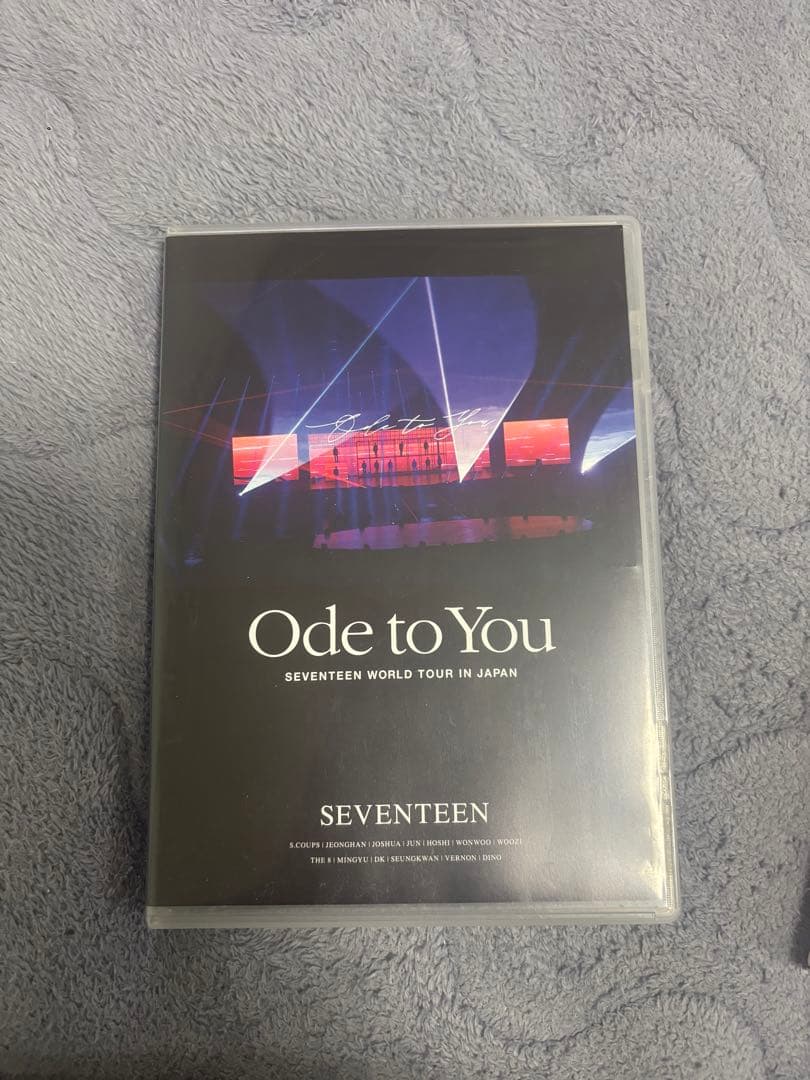 Ode to You
Ode to You
SEVENTEEN WORLD TOUR IN JAPAN
SEVENTEEN
S.COUPS | JEONGHAN | JOSHUA | JUN | HOSHI | WONWOO | WOOZI
THE 8 | MINGYU | DK | SEUNGKWAN | VERNON | DINO